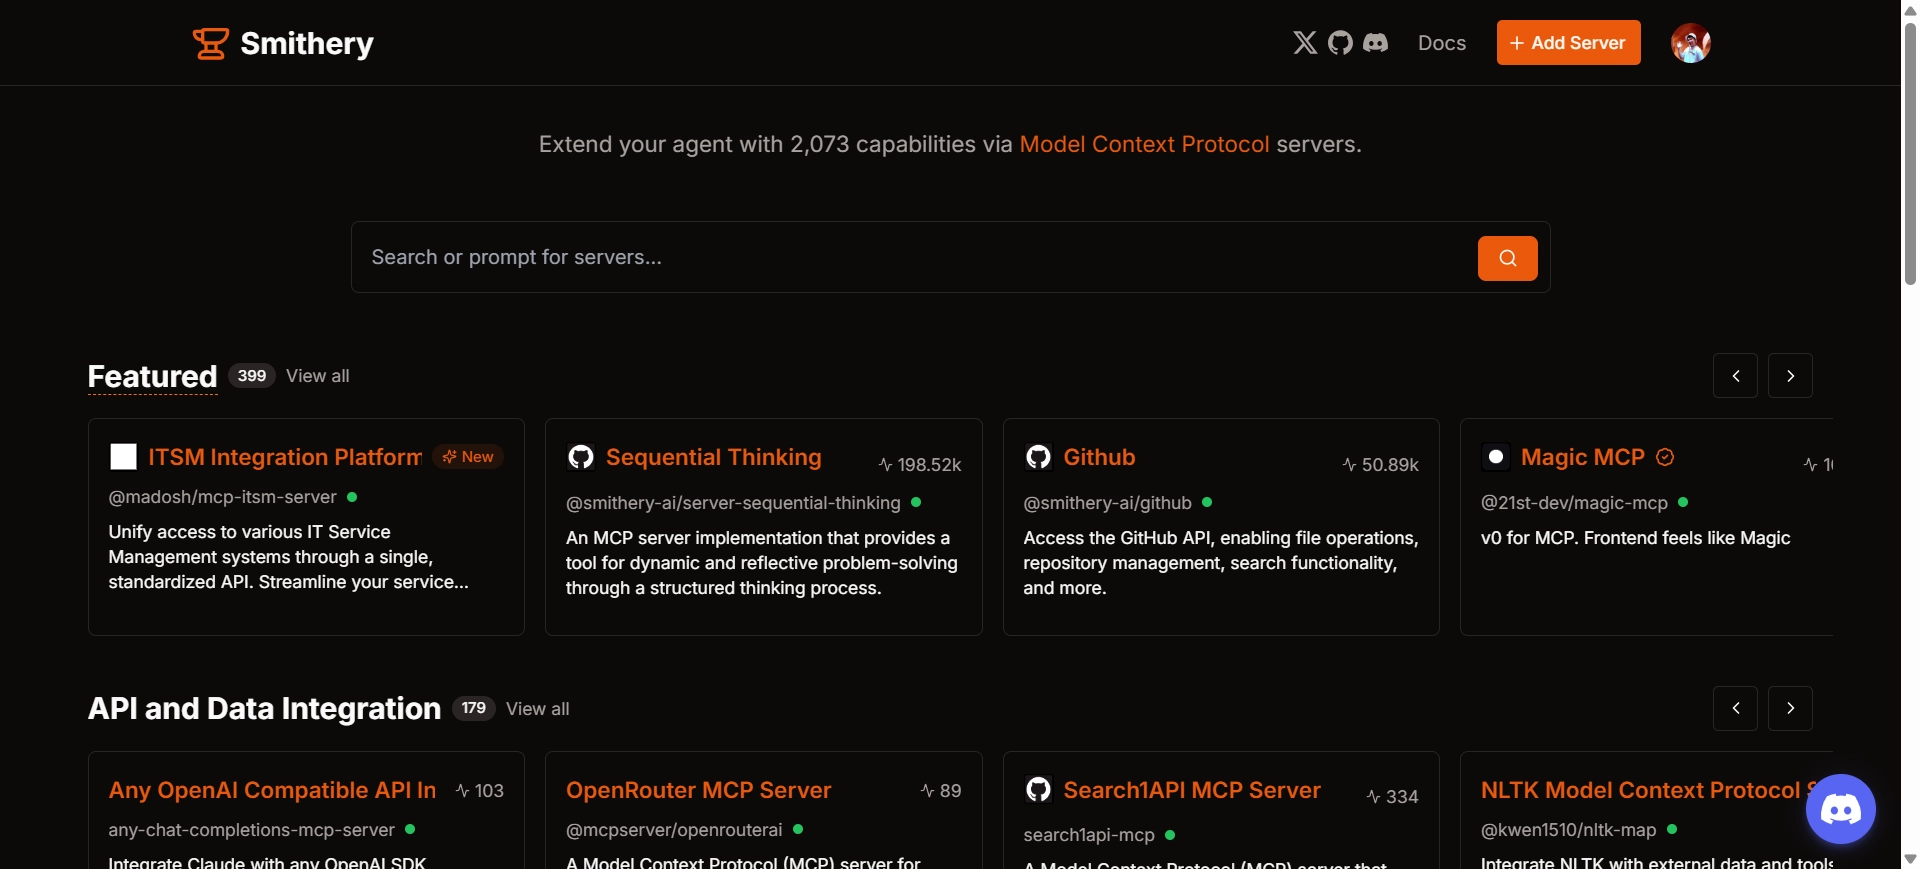 Smithery
Docs
+ Add Server
Extend your agent with 2,073 capabilities via Model Context Protocol servers.
Search or prompt for servers...
Featured 399 View all
ITSM Integration Platform New
@madosh/mcp-itsm-server
Unify access to various IT Service
Management systems through a single,
standardized API. Streamline your service...
Sequential Thinking 198.52k
@smithery-ai/server-sequential-thinking
An MCP server implementation that provides a
tool for dynamic and reflective problem-solving
through a structured thinking process.
Github 50.89k
@smithery-ai/github
Access the GitHub API, enabling file operations,
repository management, search functionality,
and more.
Magic MCP
@21st-dev/magic-mcp
v0 for MCP. Frontend feels like Magic
API and Data Integration 179 View all
Any OpenAI Compatible API In 103
any-chat-completions-mcp-server
Integrate Claude with any OpenAI SDK
OpenRouter MCP Server 89
@mcpserver/openrouterai
A Model Context Protocol (MCP) server for
Search1API MCP Server 334
search1api-mcp
A Model Context Protocol (MCP) server that
NLTK Model Context Protocol
@kwen1510/nltk-map
Integrate NLTK with external data and tools